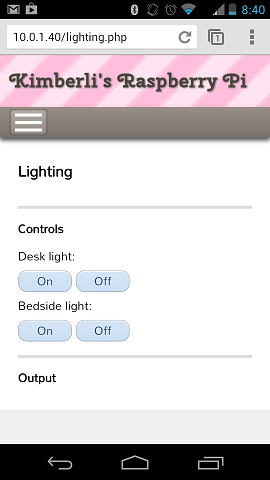 8:40
10.0.1.40/lighting.php
1
Kimberli's Raspberry Pi
Lighting
Controls
Desk light:
On Off
Bedside light:
On Off
Output